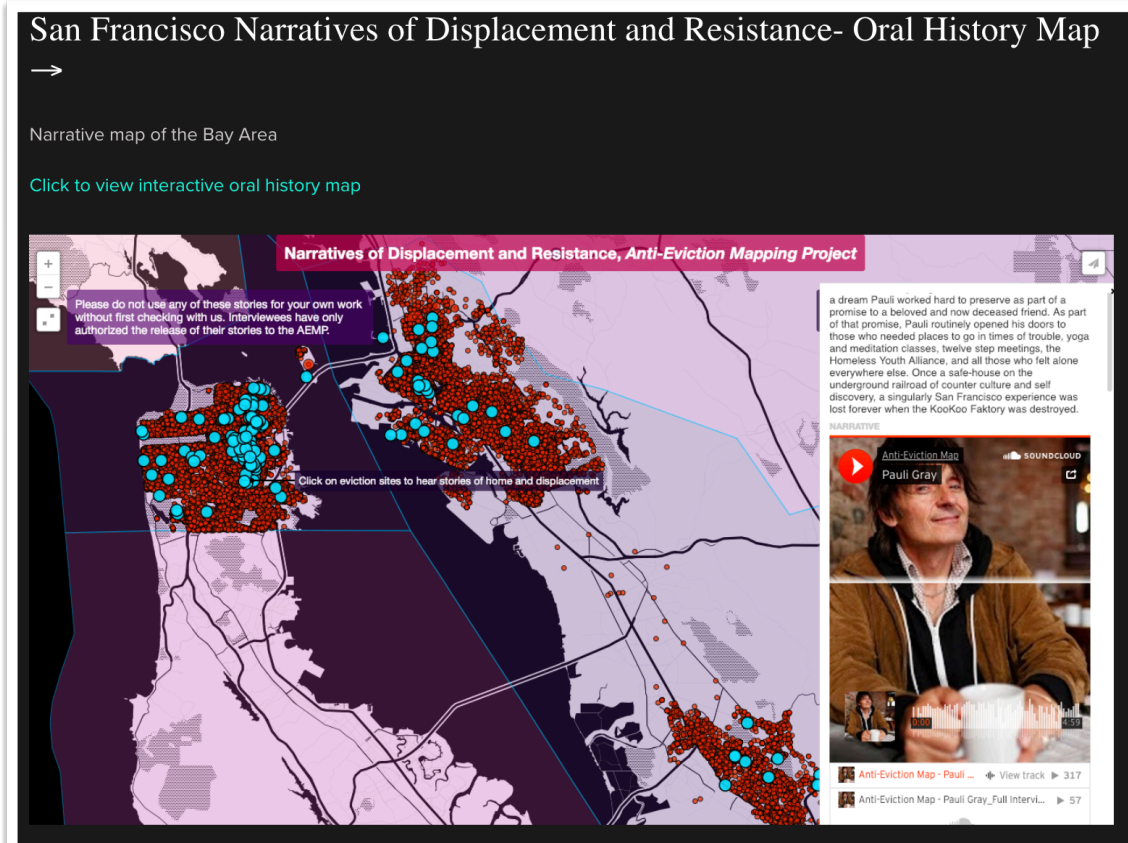 San Francisco Narratives of Displacement and Resistance- Oral History Map
→
Narrative map of the Bay Area
Click to view interactive oral history map
Narratives of Displacement and Resistance, Anti-Eviction Mapping Project
+
−
Please do not use any of these stories for your own work
without first checking with us. Interviewees have only
authorized the release of their stories to the AEMP.
Click on eviction sites to hear stories of home and displacement
a dream Pauli worked hard to preserve as part of a
promise to a beloved and now deceased friend. As part
of that promise, Pauli routinely opened his doors to
those who needed places to go in times of trouble, yoga
and meditation classes, twelve step meetings, the
Homeless Youth Alliance, and all those who felt alone
everywhere else. Once a safe-house on the
underground railroad of counter culture and self
discovery, a singularly San Francisco experience was
lost forever when the KooKoo Faktory was destroyed.
NARRATIVE
Anti-Eviction Map
SOUNDCLOUD
Pauli Gray
0:00
4:59
Anti-Eviction Map - Pauli ... View track 317
Anti-Eviction Map - Pauli Gray_Full Intervi... 57